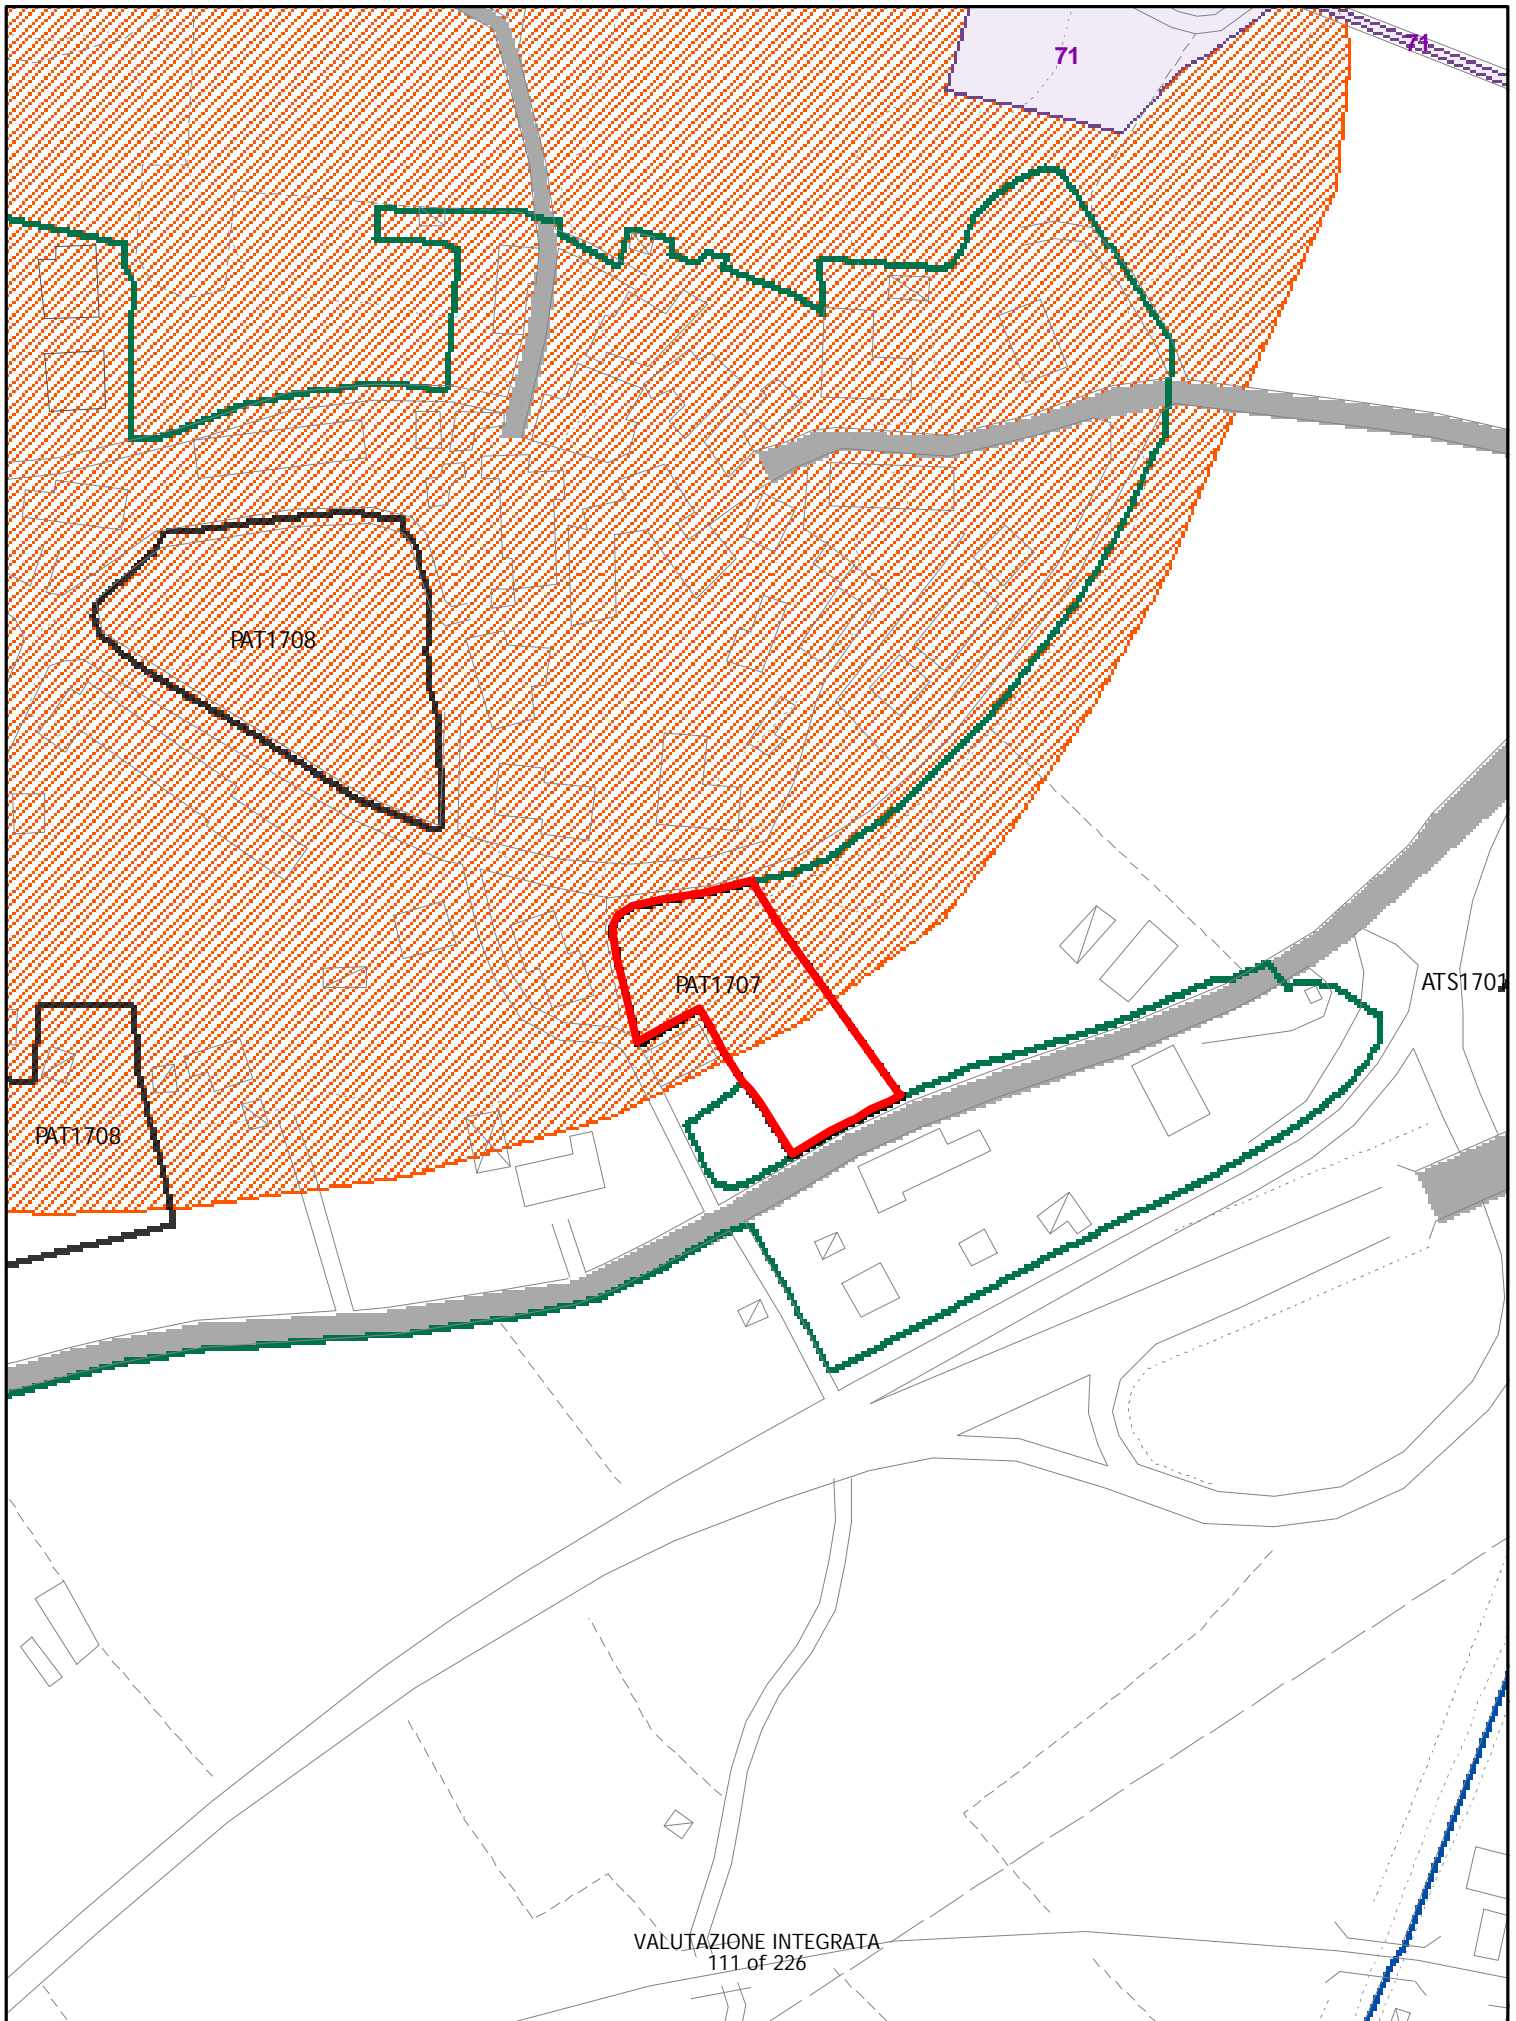 71
71
PAT1708
PAT1707
ATS1701
PAT1708
VALUTAZIONE INTEGRATA
111 of 226